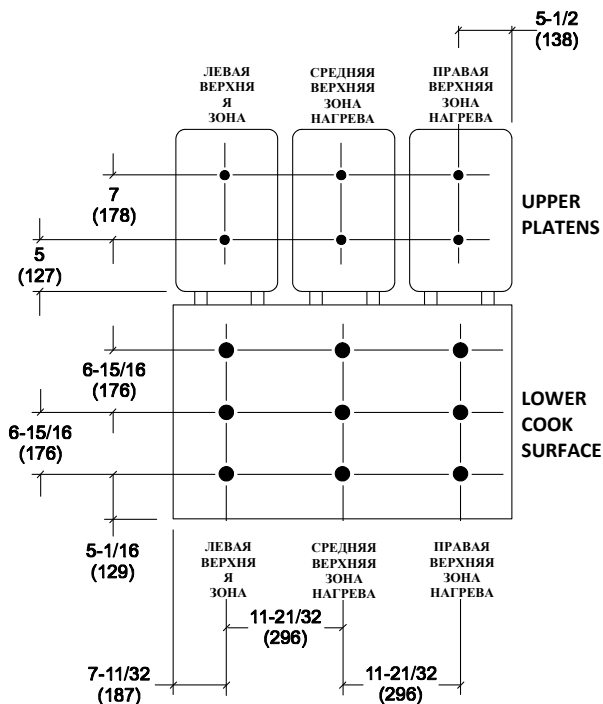 5-1/2
(138)
ЛЕВАЯ
ВЕРХНЯ
Я
ЗОНА
СРЕДНЯЯ
ВЕРХНЯЯ
ЗОНА
НАГРЕВА
ПРАВАЯ
ВЕРХНЯЯ
ЗОНА
НАГРЕВА
7
(178)
UPPER
PLATENS
5
(127)
6-15/16
(176)
6-15/16
(176)
LOWER
COOK
SURFACE
5-1/16
(129)
ЛЕВАЯ
ВЕРХНЯ
Я
ЗОНА
СРЕДНЯЯ
ВЕРХНЯЯ
ЗОНА
НАГРЕВА
ПРАВАЯ
ВЕРХНЯЯ
ЗОНА
НАГРЕВА
11-21/32
(296)
7-11/32
(187)
11-21/32
(296)